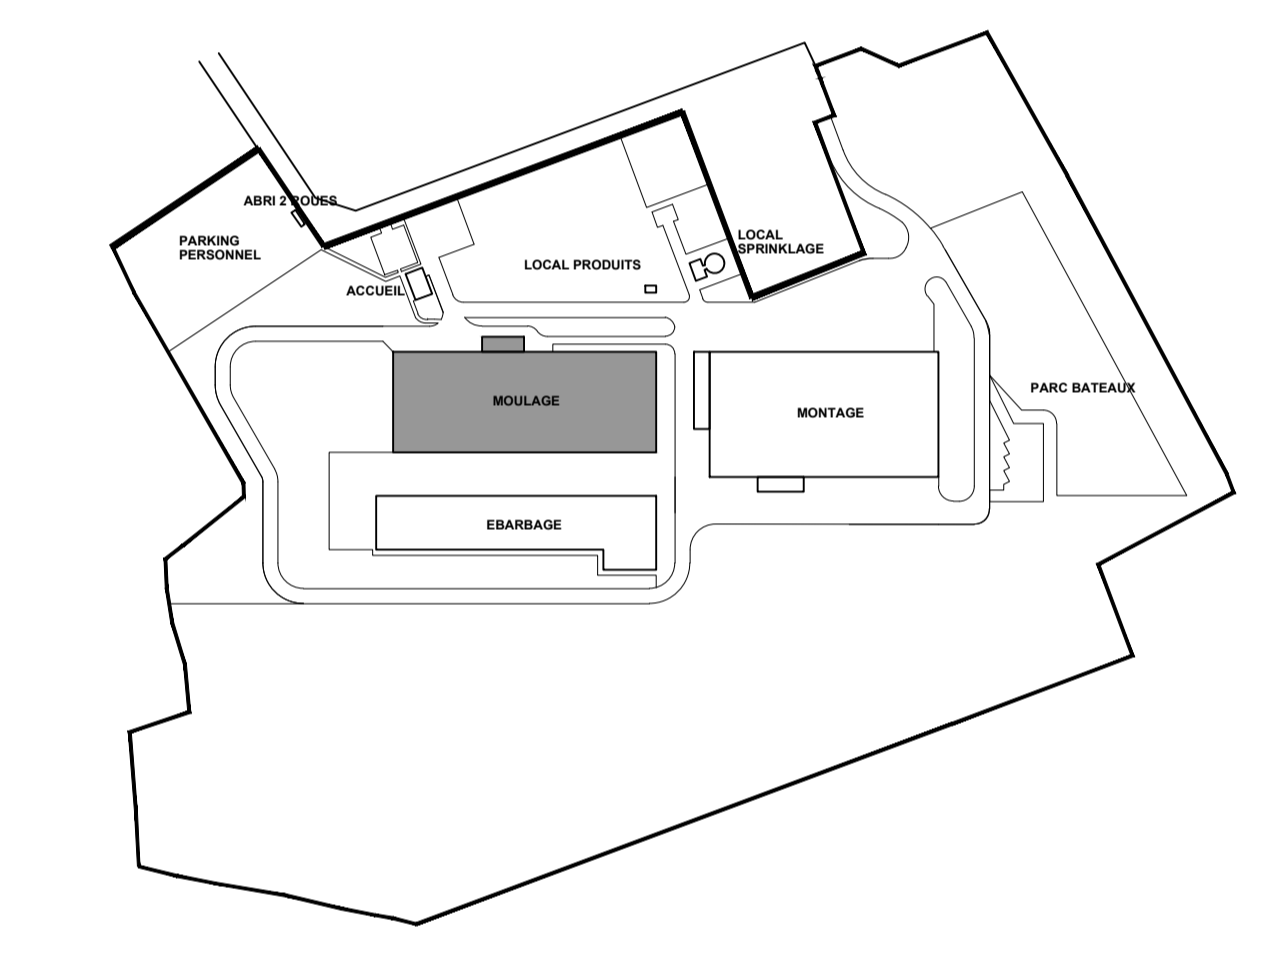 ABRI 2 ROUES
PARKING
PERSONNEL
LOCAL
SPRINKLAGE
LOCAL PRODUITS
ACCUEIL
PARC BATEAUX
MOULAGE
MONTAGE
EBARBAGE